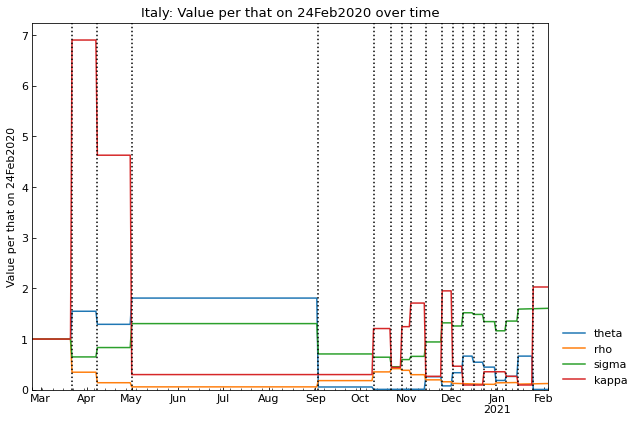 Italy: Value per that on 24Feb2020 over time
Value per that on 24Feb2020
7
6
5
4
3
2
1
0
Mar Apr May Jun Jul Aug Sep Oct Nov Dec Jan Feb
2021
theta
rho
sigma
kappa